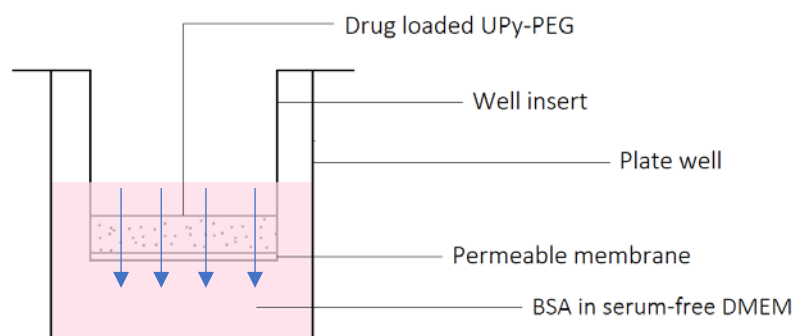 Drug loaded UPy-PEG
Well insert
Plate well
Permeable membrane
BSA in serum-free DMEM